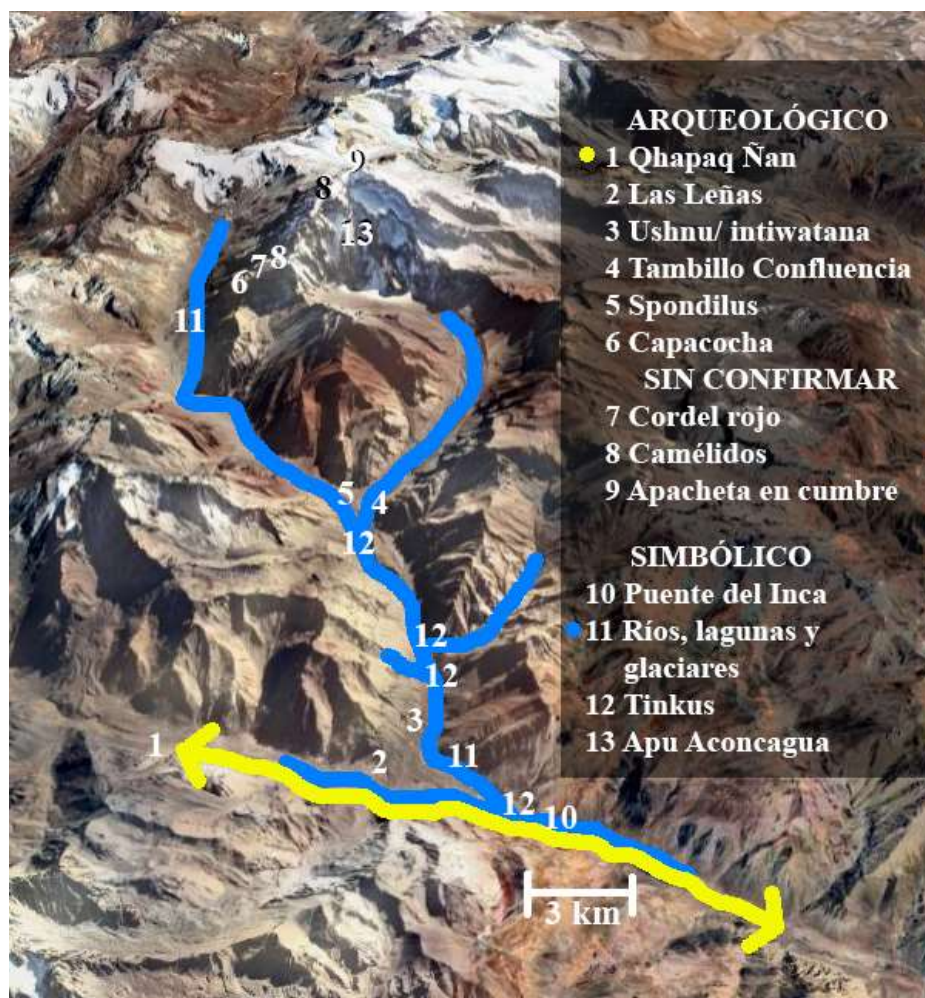 ARQUEOLÓGICO
1 Qhapaq Ñan
2 Las Leñas
3 Ushnu/ intiwatana
4 Tambillo Confluencia
5 Spondilus
6 Capacocha
SIN CONFIRMAR
7 Cordel rojo
8 Camélidos
9 Apacheta en cumbre
SIMBÓLICO
10 Puente del Inca
11 Ríos, lagunas y
glaciares
12 Tinkus
13 Apu Aconcagua
9
8
13
8
7
6
11
5
4
12
12
12
3
1
2
11
12
10
3 km